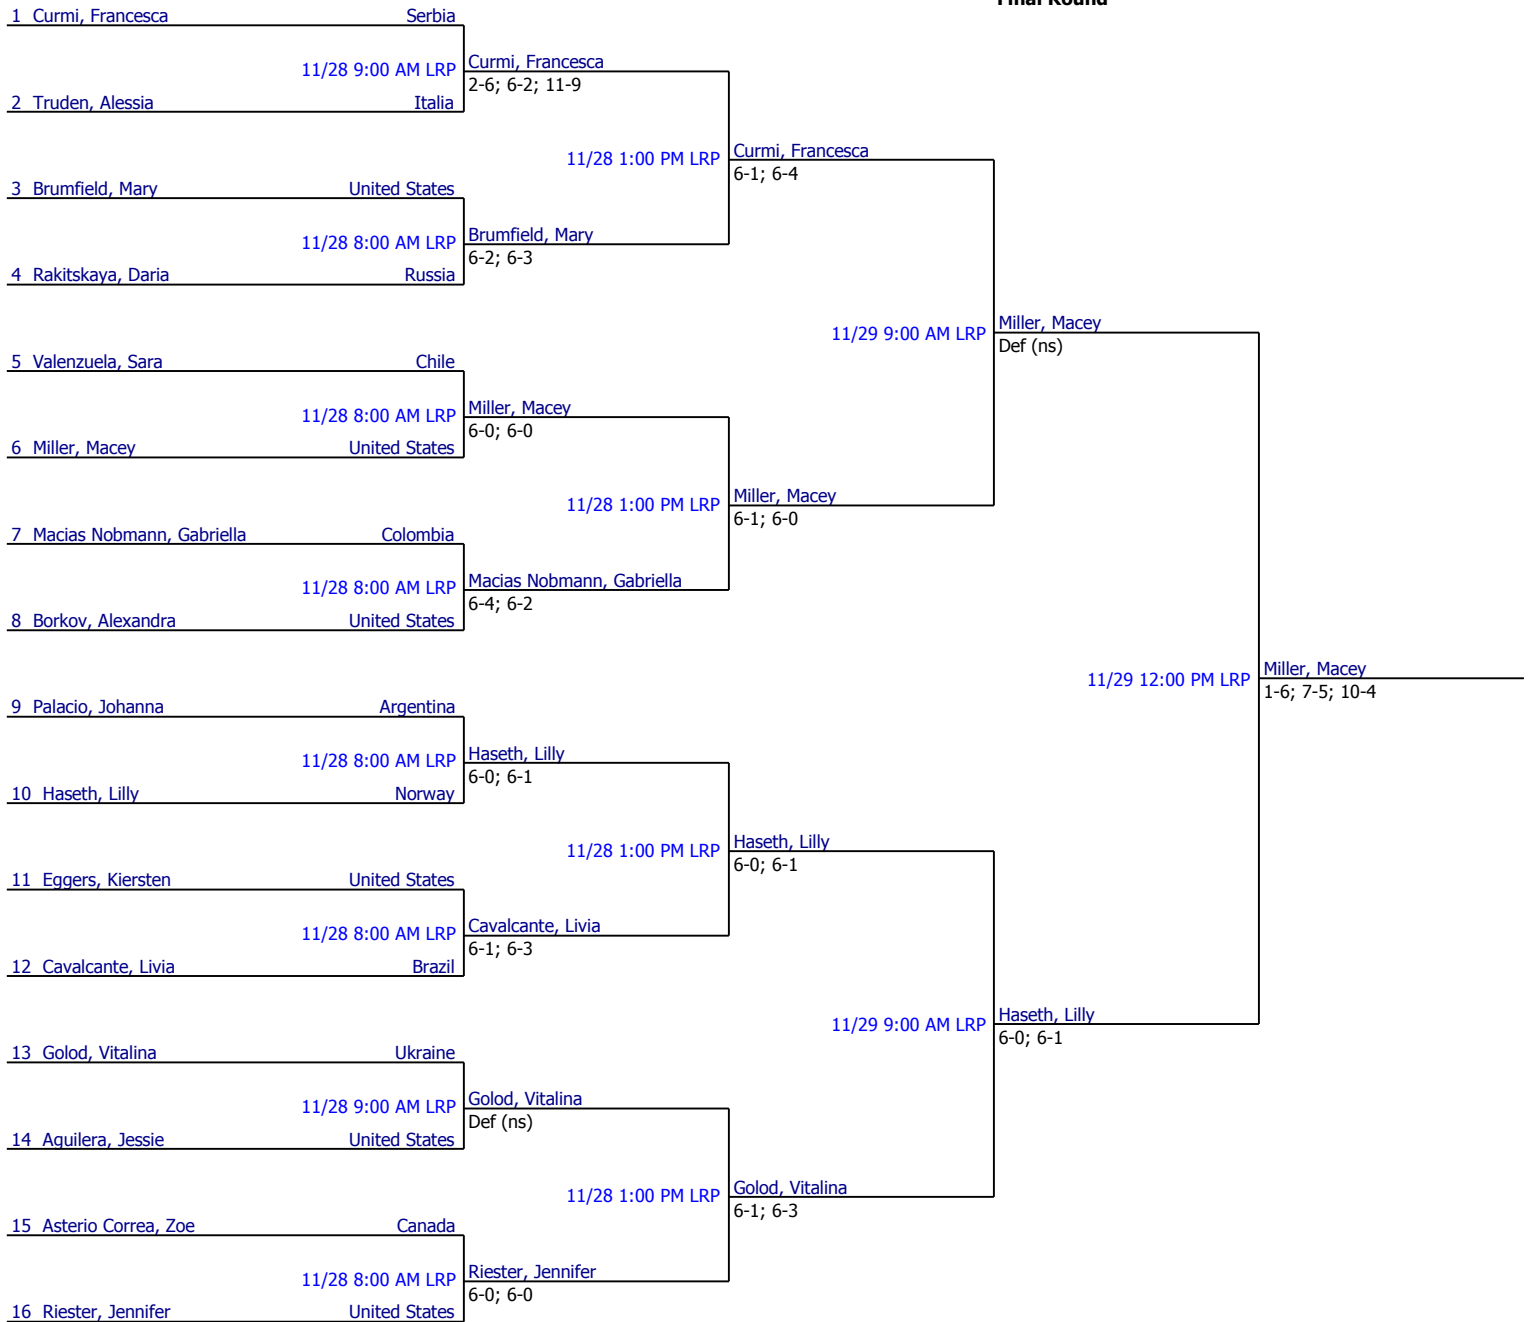 Final Round
1 Curmi, Francesca Serbia
11/28 9:00 AM LRP Curmi, Francesca
2-6; 6-2; 11-9
2 Truden, Alessia Italia
11/28 1:00 PM LRP Curmi, Francesca
6-1; 6-4
3 Brumfield, Mary United States
11/28 8:00 AM LRP Brumfield, Mary
6-2; 6-3
4 Rakitskaya, Daria Russia
11/29 9:00 AM LRP Miller, Macey
Def (ns)
5 Valenzuela, Sara Chile
11/28 8:00 AM LRP Miller, Macey
6-0; 6-0
6 Miller, Macey United States
11/28 1:00 PM LRP Miller, Macey
6-1; 6-0
7 Macias Nobmann, Gabriella Colombia
11/28 8:00 AM LRP Macias Nobmann, Gabriella
6-4; 6-2
8 Borkov, Alexandra United States
11/29 12:00 PM LRP Miller, Macey
1-6; 7-5; 10-4
9 Palacio, Johanna Argentina
11/28 8:00 AM LRP Haseth, Lilly
6-0; 6-1
10 Haseth, Lilly Norway
11/28 1:00 PM LRP Haseth, Lilly
6-0; 6-1
11 Eggers, Kiersten United States
11/28 8:00 AM LRP Cavalcante, Livia
6-1; 6-3
12 Cavalcante, Livia Brazil
11/29 9:00 AM LRP Haseth, Lilly
6-0; 6-1
13 Golod, Vitalina Ukraine
11/28 9:00 AM LRP Golod, Vitalina
Def (ns)
14 Aguilera, Jessie United States
11/28 1:00 PM LRP Golod, Vitalina
6-1; 6-3
15 Asterio Correa, Zoe Canada
11/28 8:00 AM LRP Riester, Jennifer
6-0; 6-0
16 Riester, Jennifer United States